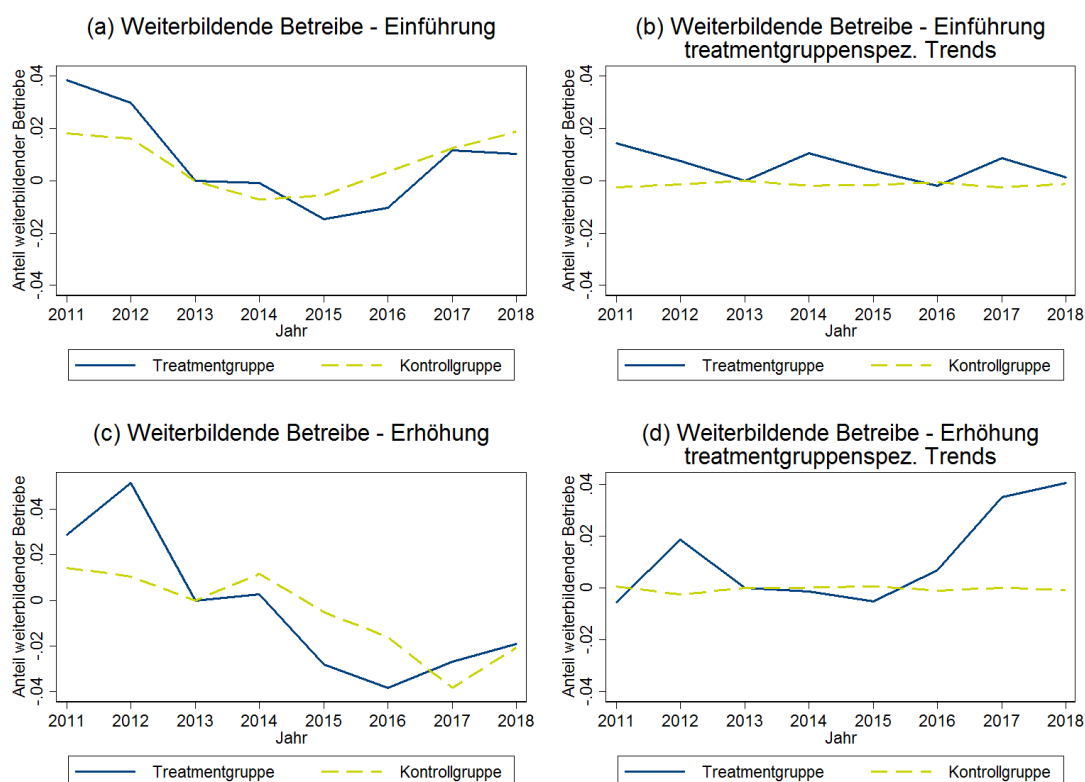 (a) Weiterbildende Betreibe - Einführung
Anteil weiterbildender Betriebe
.04
.02
0
-.02
-.04
2011 2012 2013 2014 2015 2016 2017 2018
Jahr
Treatmentgruppe Kontrollgruppe
(b) Weiterbildende Betreibe - Einführung
treatmentgruppenspez. Trends
Anteil weiterbildender Betriebe
.04
.02
0
-.02
-.04
2011 2012 2013 2014 2015 2016 2017 2018
Jahr
Treatmentgruppe Kontrollgruppe
(c) Weiterbildende Betreibe - Erhöhung
Anteil weiterbildender Betriebe
.04
.02
0
-.02
-.04
2011 2012 2013 2014 2015 2016 2017 2018
Jahr
Treatmentgruppe Kontrollgruppe
(d) Weiterbildende Betreibe - Erhöhung
treatmentgruppenspez. Trends
Anteil weiterbildender Betriebe
.04
.02
0
-.02
-.04
2011 2012 2013 2014 2015 2016 2017 2018
Jahr
Treatmentgruppe Kontrollgruppe